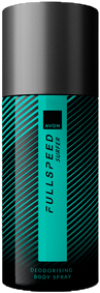 AVON
FULLSPEED
SURFER
DEODORISING
BODY SPRAY